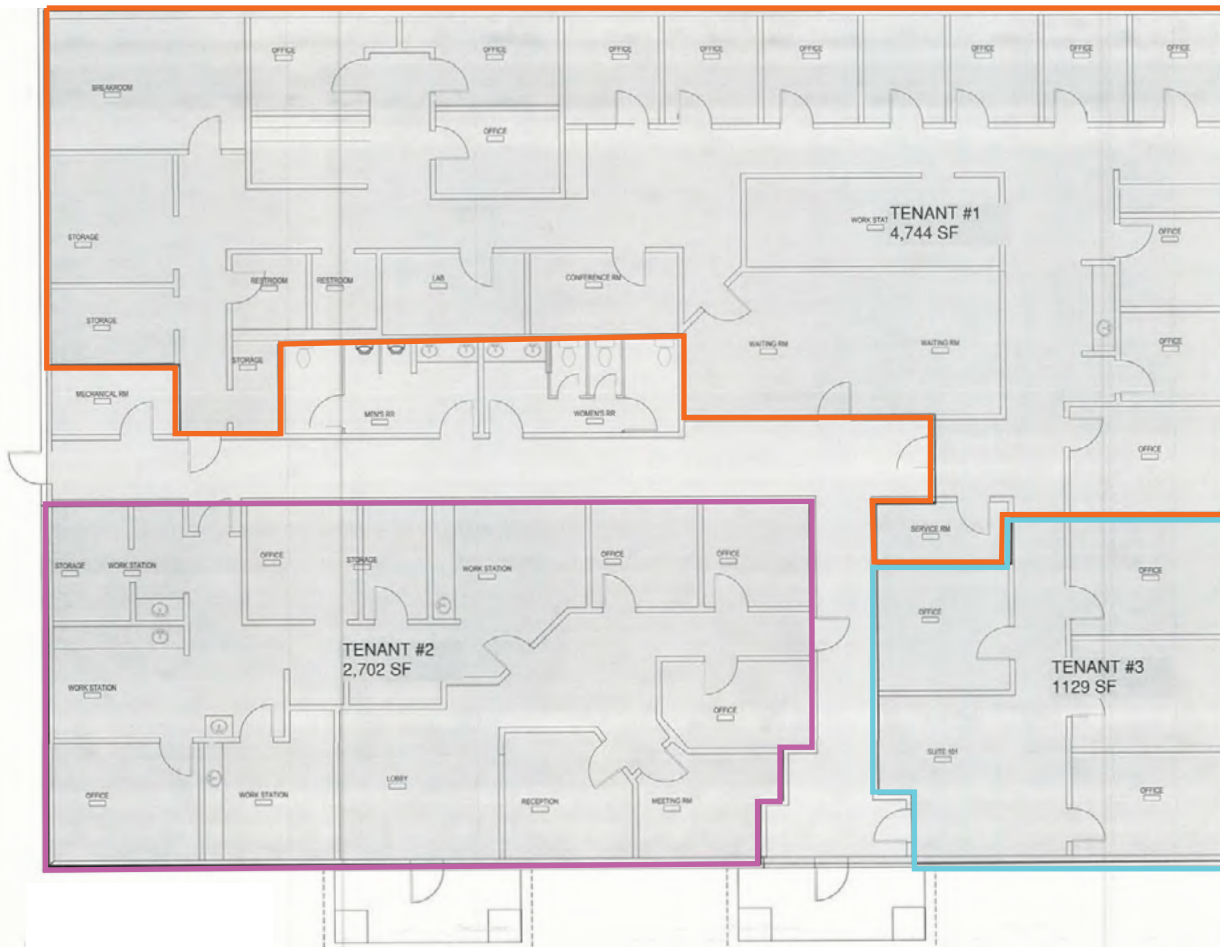 OFFICE
OFFICE
OFFICE
OFFICE
OFFICE
OFFICE
OFFICE
OFFICE
BREAKROOM
OFFICE
WORK STAT
TENANT #1
4,744 SF
STORAGE
OFFICE
RESTROOM
RESTROOM
LAB
CONFERENCE RM
STORAGE
STORAGE
WAITING RM
WAITING RM
OFFICE
MECHANICAL RM
MEN'S RR
WOMEN'S RR
OFFICE
SERVICE RM
OFFICE
STORAGE
OFFICE
OFFICE
STORAGE
WORK STATION
WORK STATION
OFFICE
OFFICE
TENANT #2
2,702 SF
OFFICE
TENANT #3
1129 SF
WORK STATION
OFFICE
LOBBY
SUITE 101
OFFICE
WORK STATION
RECEPTION
MEETING RM
OFFICE